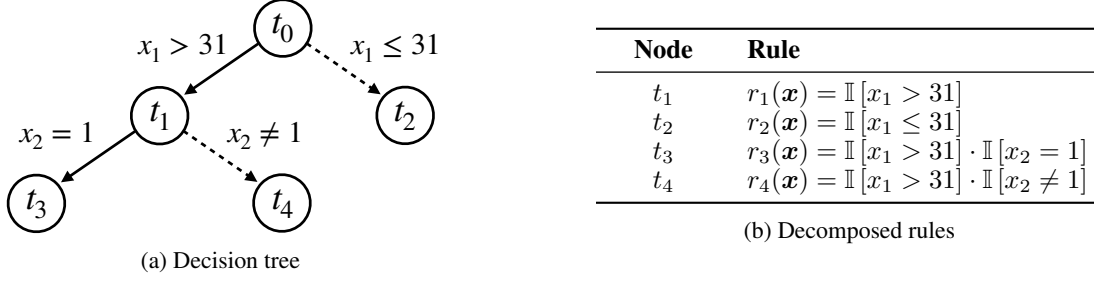 t₀
x₁ > 31
x₁ ≤ 31
t₁
t₂
x₂ = 1
x₂ ≠ 1
t₃
t₄
(a) Decision tree
Node Rule
t₁ r₁(𝒙) = 𝕀 [x₁ > 31]
t₂ r₂(𝒙) = 𝕀 [x₁ ≤ 31]
t₃ r₃(𝒙) = 𝕀 [x₁ > 31] · 𝕀 [x₂ = 1]
t₄ r₄(𝒙) = 𝕀 [x₁ > 31] · 𝕀 [x₂ ≠ 1]
(b) Decomposed rules